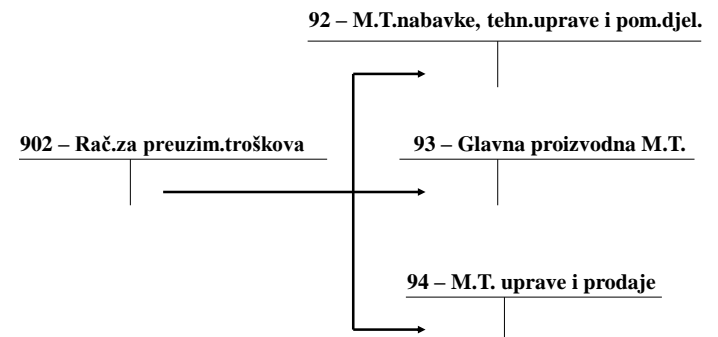 92 – M.T.nabavke, tehn.uprave i pom.djel.
902 – Rač.za preuzim.troškova
93 – Glavna proizvodna M.T.
94 – M.T. uprave i prodaje